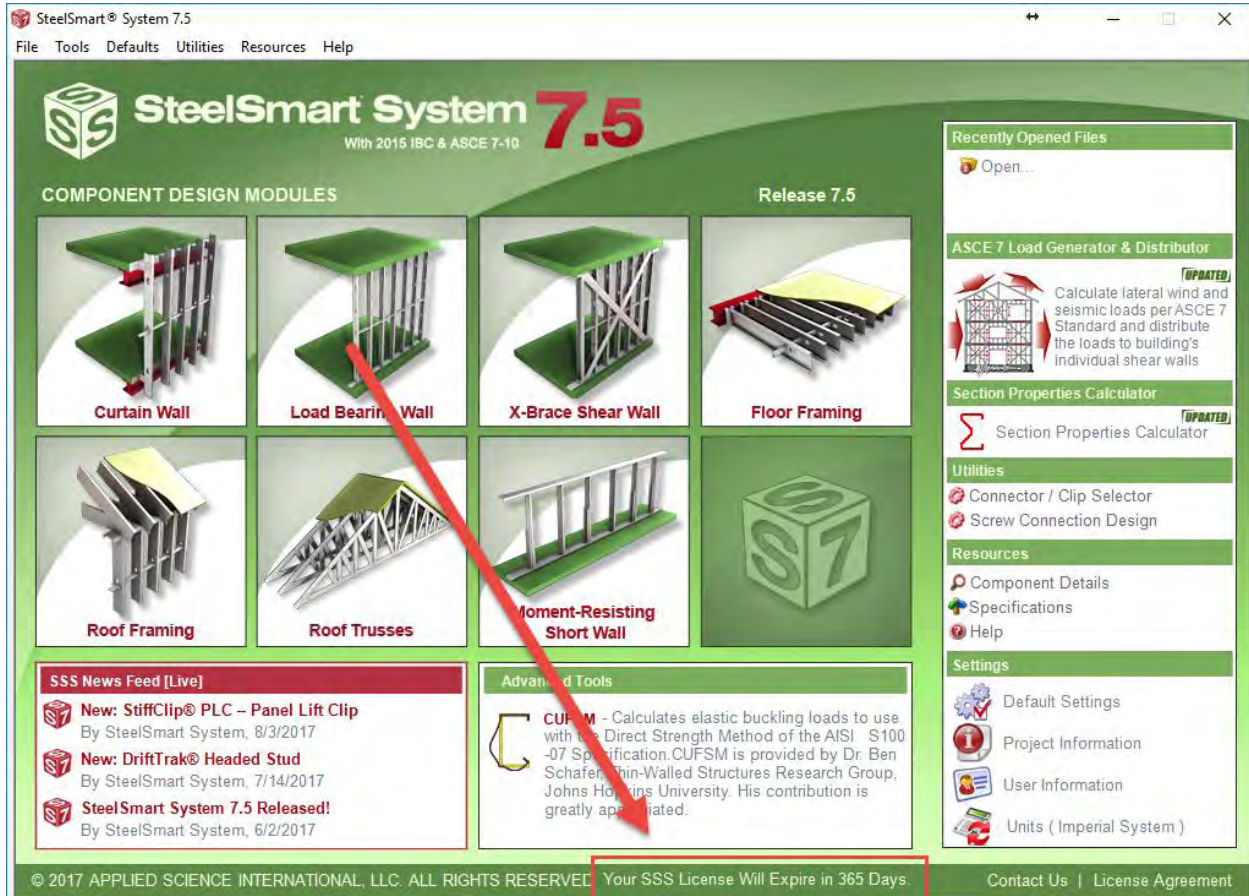 SteelSmart® System 7.5
File Tools Defaults Utilities Resources Help
SSS
SteelSmart System 7.5
With 2015 IBC & ASCE 7-10
COMPONENT DESIGN MODULES
Release 7.5
Curtain Wall
Load Bearing Wall
X-Brace Shear Wall
Floor Framing
Roof Framing
Roof Trusses
Moment-Resisting
Short Wall
SS7
SSS News Feed [Live]
S7
New: StiffClip® PLC – Panel Lift Clip
By SteelSmart System, 8/3/2017
S7
New: DriftTrak® Headed Stud
By SteelSmart System, 7/14/2017
S7
SteelSmart System 7.5 Released!
By SteelSmart System, 6/2/2017
Advanced Tools
CUFSM - Calculates elastic buckling loads to use
with the Direct Strength Method of the AISI S100
-07 Specification.CUFSM is provided by Dr. Ben
Schafer, Thin-Walled Structures Research Group,
Johns Hopkins University. His contribution is
greatly appreciated.
Recently Opened Files
Open...
ASCE 7 Load Generator & Distributor
UPDATED
Calculate lateral wind and
seismic loads per ASCE 7
Standard and distribute
the loads to building's
individual shear walls
Section Properties Calculator
UPDATED
Section Properties Calculator
Utilities
Connector / Clip Selector
Screw Connection Design
Resources
Component Details
Specifications
Help
Settings
Default Settings
Project Information
User Information
Units ( Imperial System )
© 2017 APPLIED SCIENCE INTERNATIONAL, LLC. ALL RIGHTS RESERVED
Your SSS License Will Expire in 365 Days.
Contact Us | License Agreement